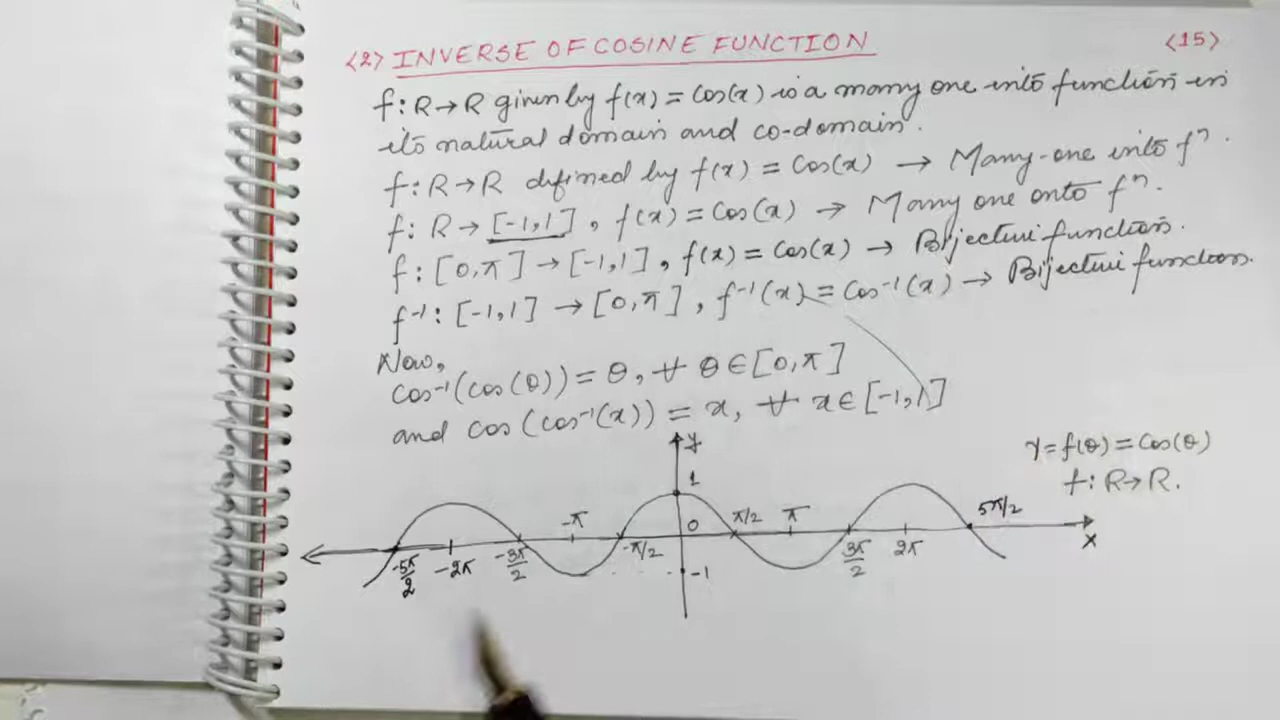 <2> INVERSE OF COSINE FUNCTION
<15>
f: R→R given by f(x) = cos(x) is a many one into function in
its natural domain and co-domain.
f: R→R defined by f(x) = Cos(x) → Many-one into fⁿ.
f: R→[-1,1], f(x) = Cos(x) → Many one onto fⁿ.
f: [0,π]→[-1,1], f(x) = Cos(x) → Bijective function.
f⁻¹: [-1,1] → [0,π], f⁻¹(x) = Cos⁻¹(x) → Bijective function.
Now,
Cos⁻¹(Cos(θ)) = θ, ∀ θ∈[0,π]
and Cos(Cos⁻¹(x)) = x, ∀ x∈[-1,1]
y = f(θ) = Cos(θ)
f: R→R.
y
1
-π 0 π/2 π 5π/2
-5π/2 -2π -3π/2 -π/2 3π/2 2π x
-1